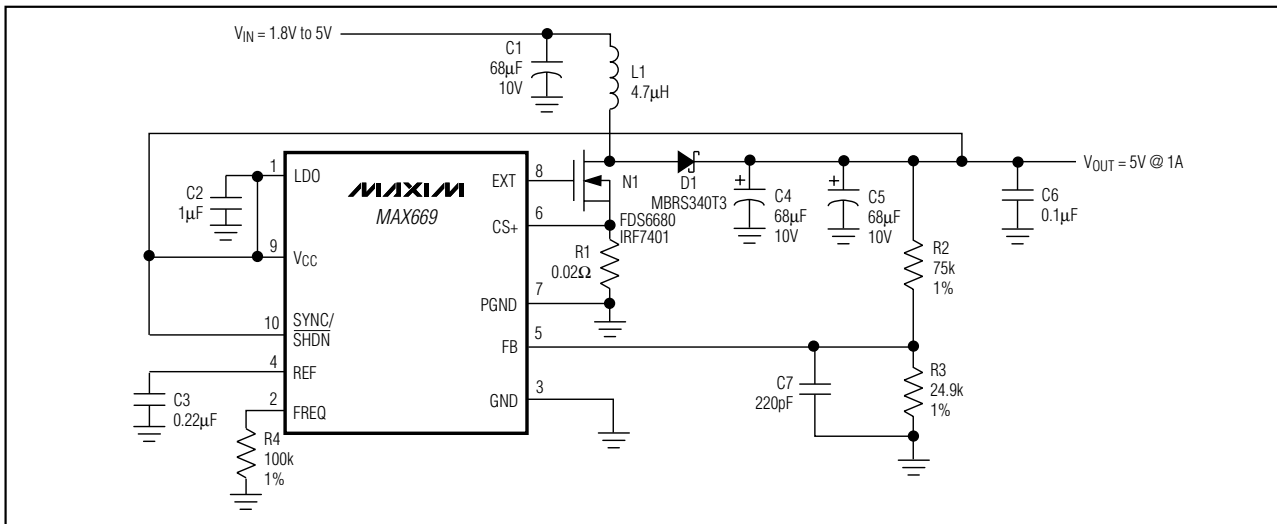 VIN = 1.8V to 5V
C1
68μF
10V
L1
4.7μH
VOUT = 5V @ 1A
1
LDO
MAXIM
MAX669
EXT
8
N1
D1
MBRS340T3
FDS6680
IRF7401
C2
1μF
CS+
6
+
C4
68μF
10V
+
C5
68μF
10V
C6
0.1μF
9
VCC
R1
0.02Ω
R2
75k
1%
PGND
7
10
SYNC/
SHDN
FB
5
4
REF
C3
0.22μF
2
FREQ
GND
3
C7
220pF
R3
24.9k
1%
R4
100k
1%